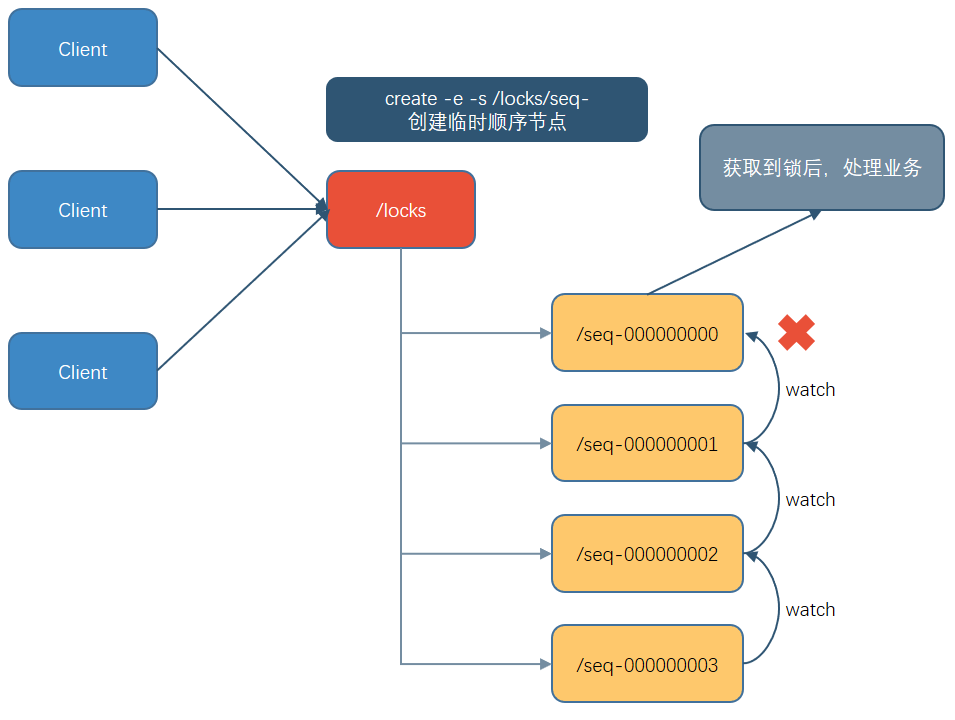 Client
create -e -s /locks/seq-
创建临时顺序节点
获取到锁后，处理业务
Client
/locks
/seq-000000000
Client
watch
/seq-000000001
watch
/seq-000000002
watch
/seq-000000003